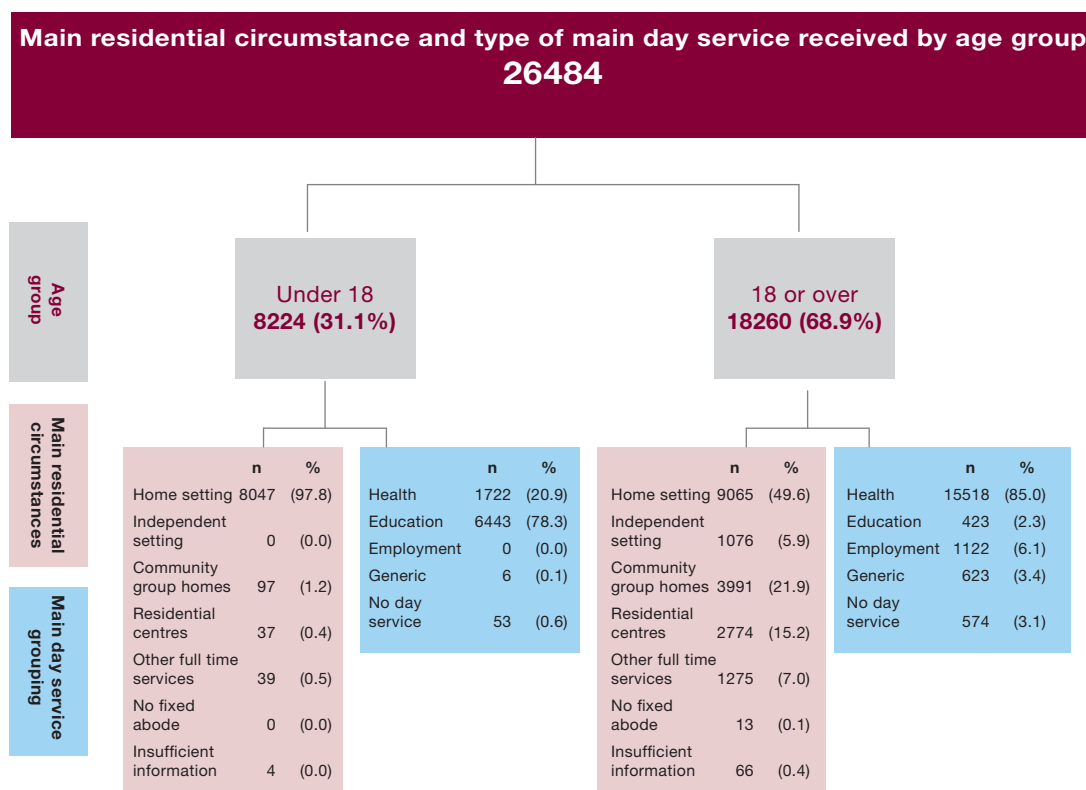 Main residential circumstance and type of main day service received by age group
26484
Age
group
Under 18
8224 (31.1%)
18 or over
18260 (68.9%)
Main residential
circumstances
Main day service
grouping
n %
Home setting 8047 (97.8)
Independent
setting 0 (0.0)
Community
group homes 97 (1.2)
Residential
centres 37 (0.4)
Other full time
services 39 (0.5)
No fixed
abode 0 (0.0)
Insufficient
information 4 (0.0)
n %
Health 1722 (20.9)
Education 6443 (78.3)
Employment 0 (0.0)
Generic 6 (0.1)
No day
service 53 (0.6)
n %
Home setting 9065 (49.6)
Independent
setting 1076 (5.9)
Community
group homes 3991 (21.9)
Residential
centres 2774 (15.2)
Other full time
services 1275 (7.0)
No fixed
abode 13 (0.1)
Insufficient
information 66 (0.4)
n %
Health 15518 (85.0)
Education 423 (2.3)
Employment 1122 (6.1)
Generic 623 (3.4)
No day
service 574 (3.1)